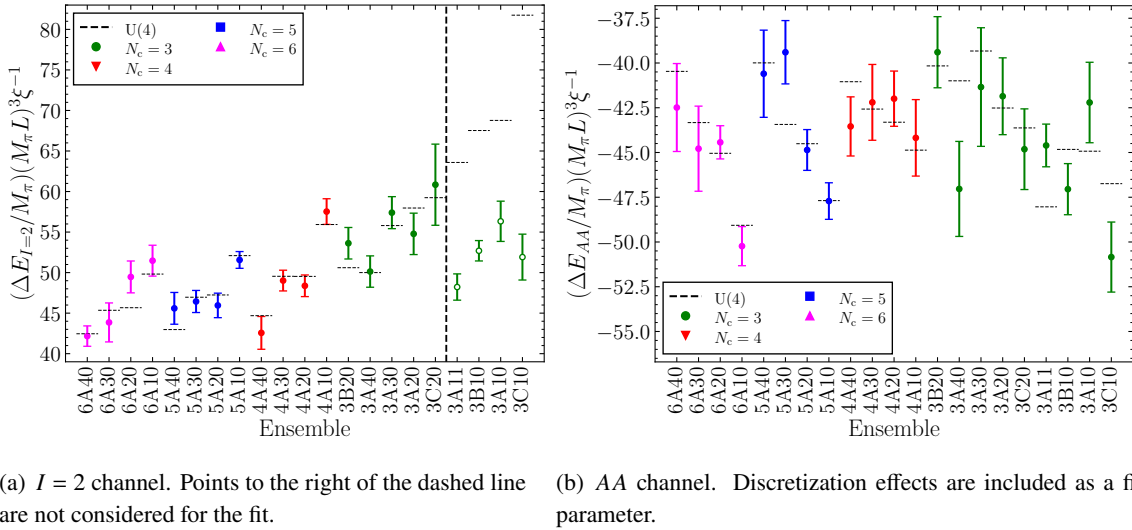 80
75
70
65
60
55
50
45
40
(ΔE_{I=2}/M_π)(M_πL)^3ξ^{-1}
U(4)
N_c = 3
N_c = 4
N_c = 5
N_c = 6
6A40 6A30 6A20 6A10 5A40 5A30 5A20 5A10 4A40 4A30 4A20 4A10 3B20 3A40 3A30 3A20 3C20 3A11 3B10 3A10 3C10
Ensemble
−37.5
−40.0
−42.5
−45.0
−47.5
−50.0
−52.5
−55.0
(ΔE_{AA}/M_π)(M_πL)^3ξ^{-1}
U(4)
N_c = 3
N_c = 4
N_c = 5
N_c = 6
6A40 6A30 6A20 6A10 5A40 5A30 5A20 5A10 4A40 4A30 4A20 4A10 3B20 3A40 3A30 3A20 3C20 3A11 3B10 3A10 3C10
Ensemble
(a) I = 2 channel. Points to the right of the dashed line
are not considered for the fit.
(b) AA channel. Discretization effects are included as a fi
parameter.